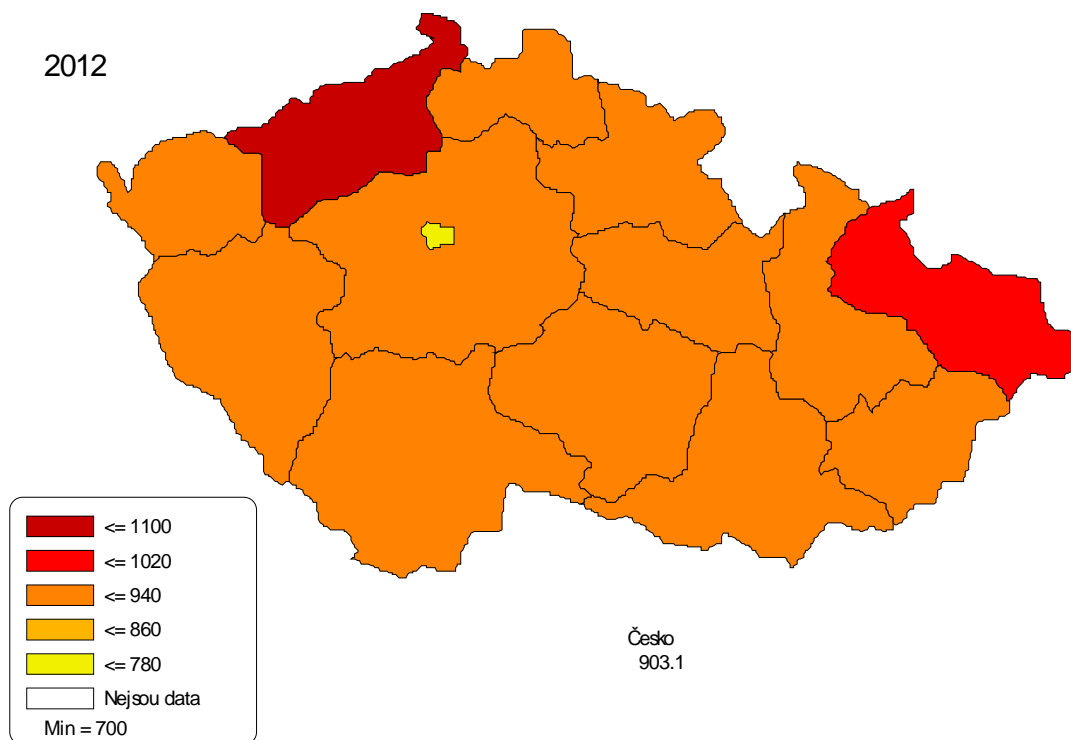 2012
<= 1100
<= 1020
<= 940
<= 860
<= 780
Nejsou data
Min = 700
Česko
903.1